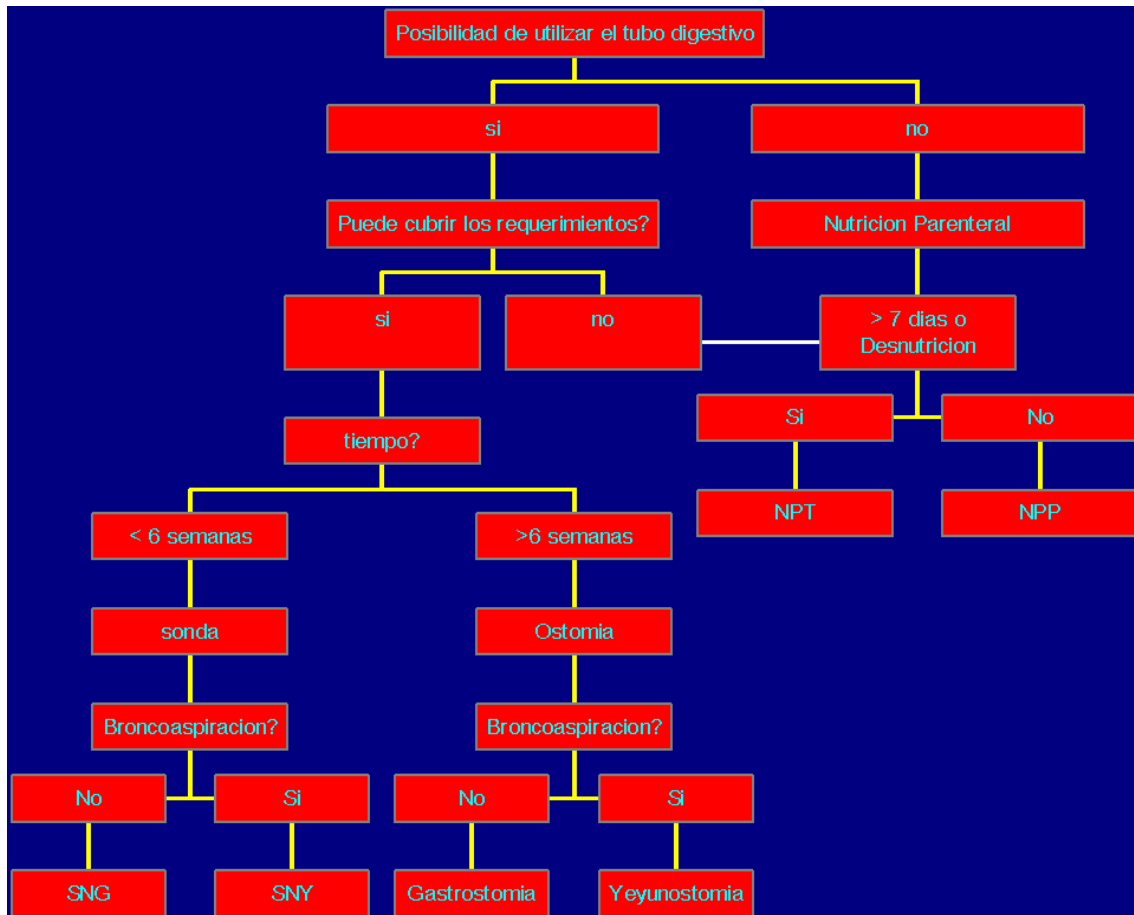 Posibilidad de utilizar el tubo digestivo
si
no
Puede cubrir los requerimientos?
Nutricion Parenteral
si
no
> 7 dias o
Desnutricion
Si
No
tiempo?
NPT
NPP
< 6 semanas
>6 semanas
sonda
Ostomia
Broncoaspiracion?
Broncoaspiracion?
No
Si
No
Si
SNG
SNY
Gastrostomia
Yeyunostomia